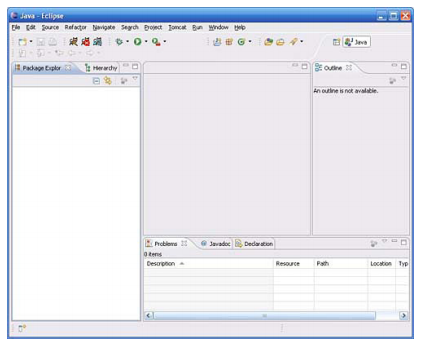 Java - Eclipse
File Edit Source Refactor Navigate Search Project Tomcat Run Window Help
Java
Package Explor
Hierarchy
Outline
An outline is not available.
Problems
Javadoc
Declaration
0 items
Description Resource Path Location Typ